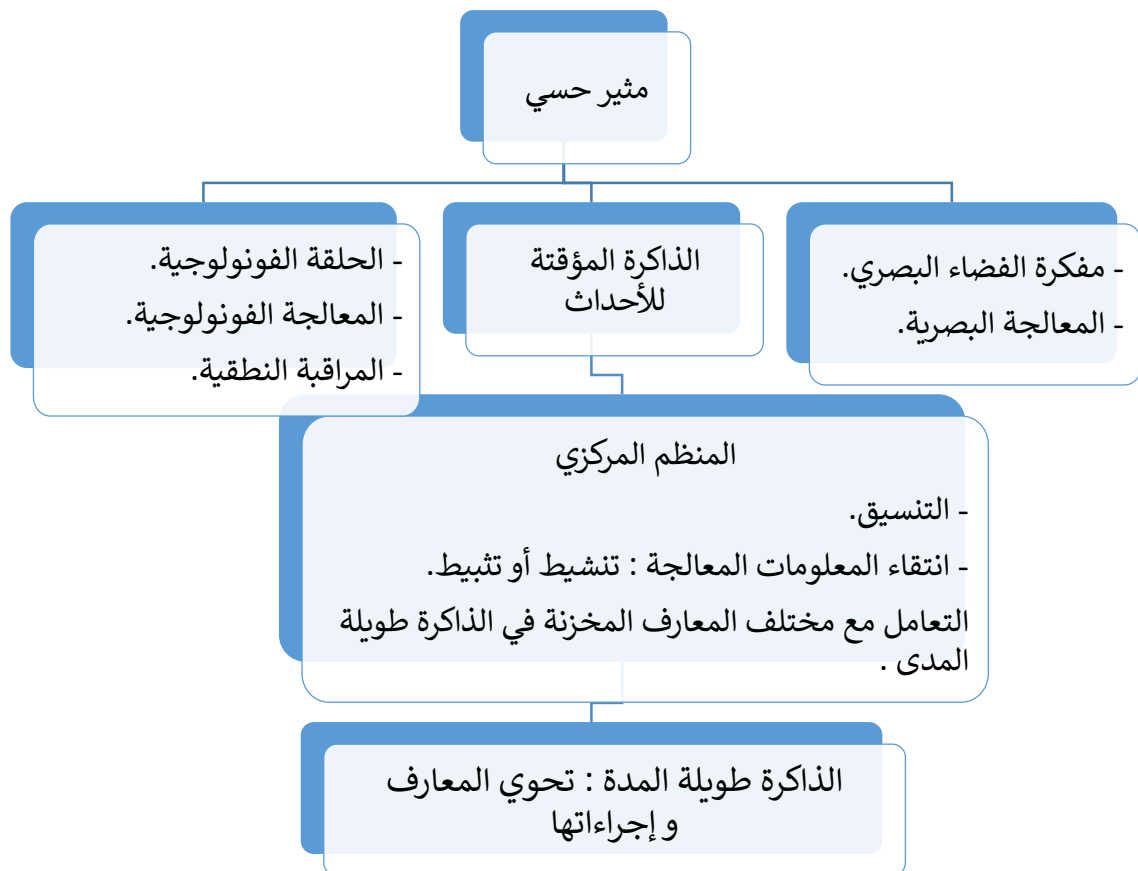 مثير حسي
- مفكرة الفضاء البصري.
- المعالجة البصرية.
الذاكرة المؤقتة
للأحداث
- الحلقة الفونولوجية.
- المعالجة الفونولوجية.
- المراقبة النطقية.
المنظم المركزي
- التنسيق.
- انتقاء المعلومات المعالجة : تنشيط أو تثبيط.
التعامل مع مختلف المعارف المخزنة في الذاكرة طويلة
المدى .
الذاكرة طويلة المدة : تحوي المعارف
و إجراءاتها